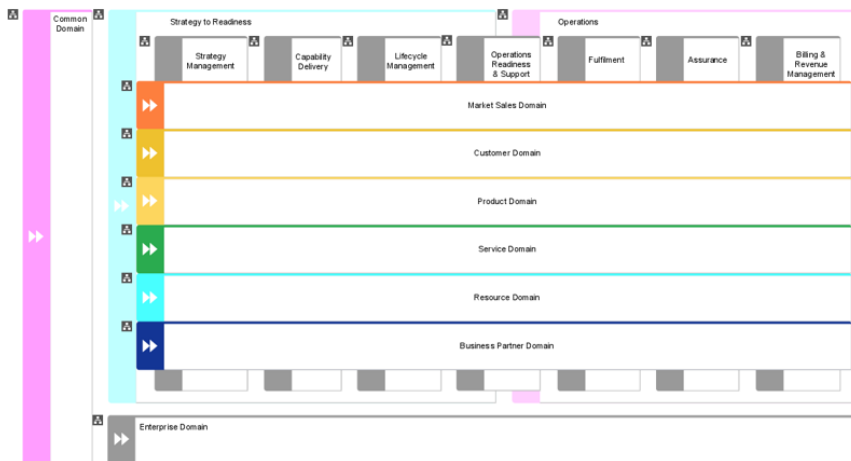 Common
Domain
Strategy to Readiness
Operations
Strategy
Management
Capability
Delivery
Lifecycle
Management
Operations
Readiness
& Support
Fulfilment
Assurance
Billing &
Revenue
Management
Market Sales Domain
Customer Domain
Product Domain
Service Domain
Resource Domain
Business Partner Domain
Enterprise Domain